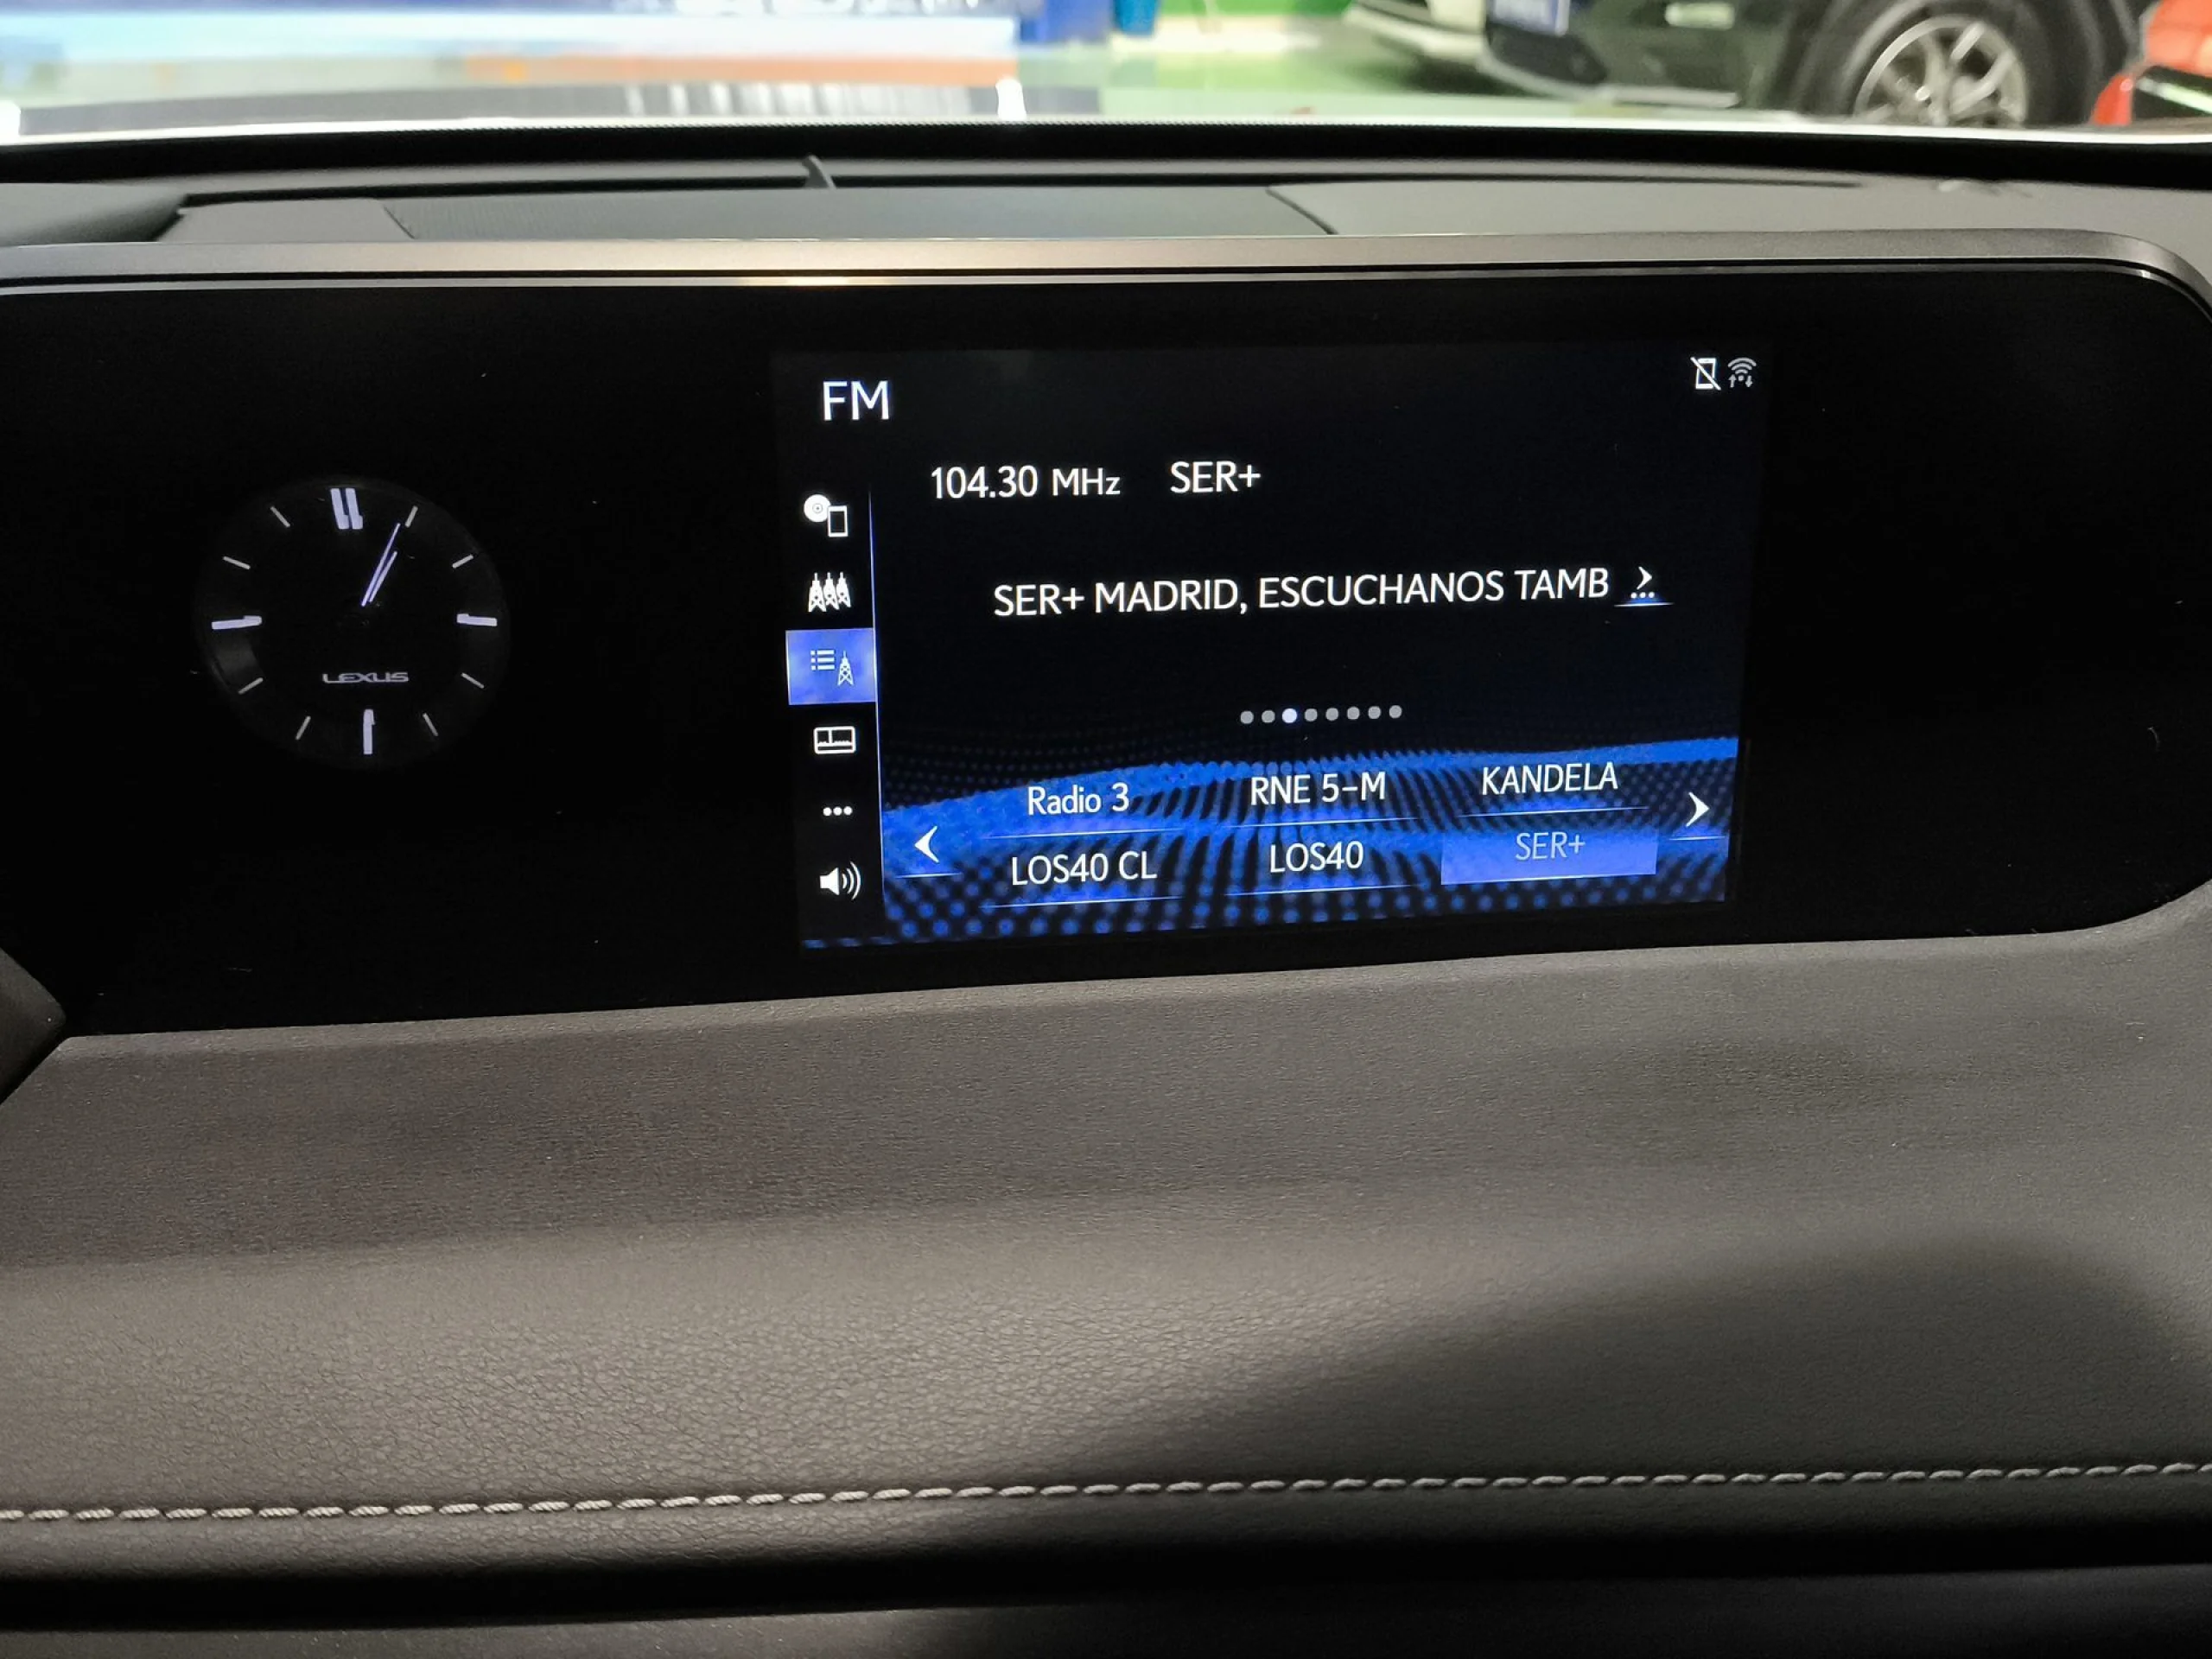 FM
104.30 MHz SER+
SER+ MADRID, ESCUCHANOS TAMB
LEXUS
Radio 3 RNE 5-M KANDELA
LOS40 CL LOS40 SER+